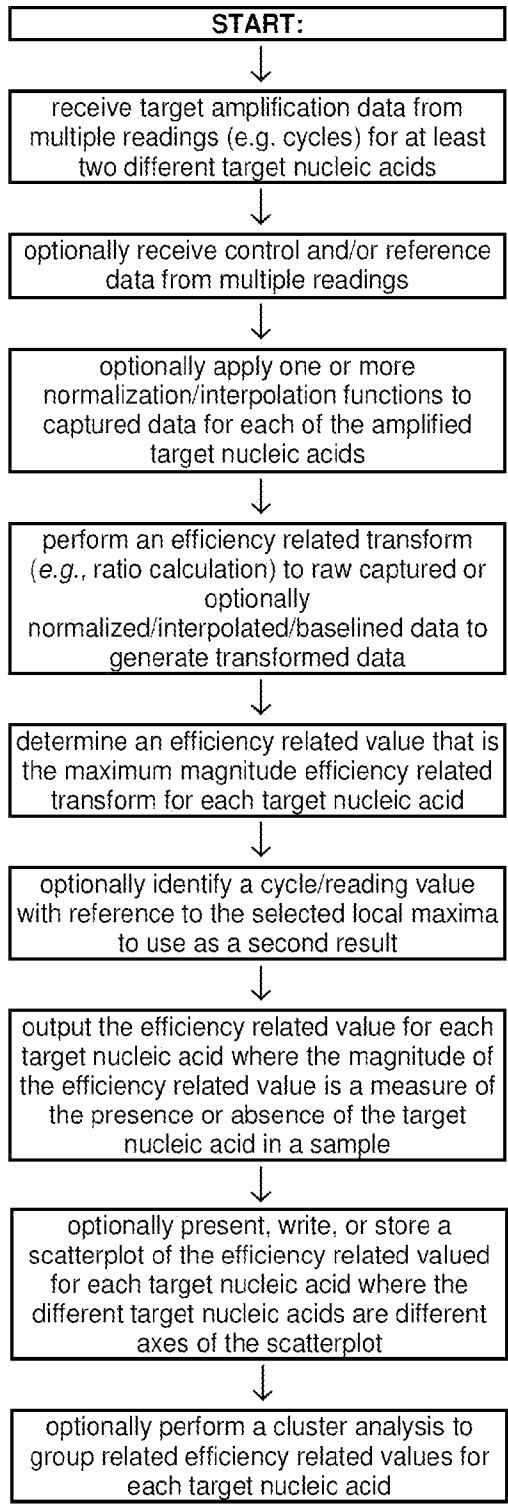 START:
receive target amplification data from
multiple readings (e.g. cycles) for at least
two different target nucleic acids
optionally receive control and/or reference
data from multiple readings
optionally apply one or more
normalization/interpolation functions to
captured data for each of the amplified
target nucleic acids
perform an efficiency related transform
(e.g., ratio calculation) to raw captured or
optionally
normalized/interpolated/baselined data to
generate transformed data
determine an efficiency related value that is
the maximum magnitude efficiency related
transform for each target nucleic acid
optionally identify a cycle/reading value
with reference to the selected local maxima
to use as a second result
output the efficiency related value for each
target nucleic acid where the magnitude of
the efficiency related value is a measure of
the presence or absence of the target
nucleic acid in a sample
optionally present, write, or store a
scatterplot of the efficiency related valued
for each target nucleic acid where the
different target nucleic acids are different
axes of the scatterplot
optionally perform a cluster analysis to
group related efficiency related values for
each target nucleic acid